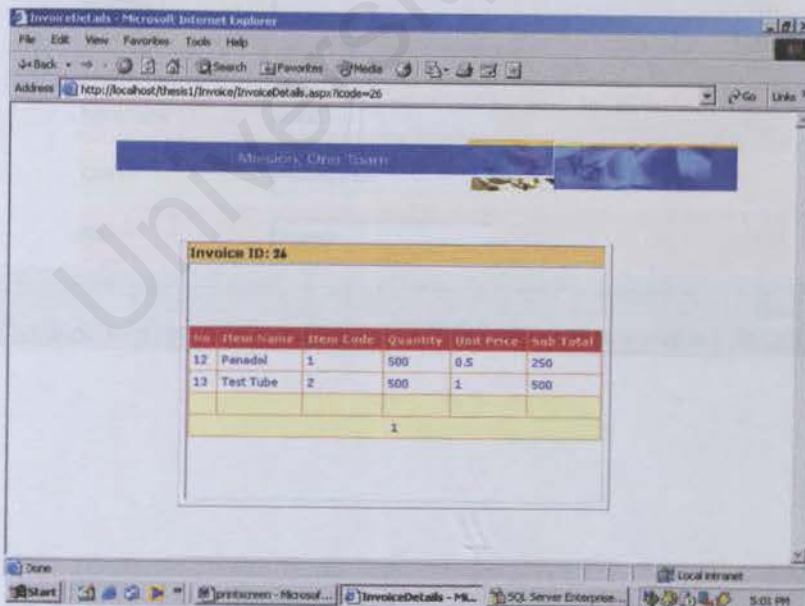 InvoiceDetails - Microsoft Internet Explorer
File Edit View Favorites Tools Help
Back Search Favorites Media
Address http://localhost/thesis1/Invoice/InvoiceDetails.aspx?icode=26 Go Links
Mission, One Team
Invoice ID: 26
No Item Name Item Code Quantity Unit Price Sub Total
12 Panadol 1 500 0.5 250
13 Test Tube 2 500 1 500
1
Done Local intranet
Start printscreen - Microsof... InvoiceDetails - Mi... SQL Server Enterprise... 5:01 PM